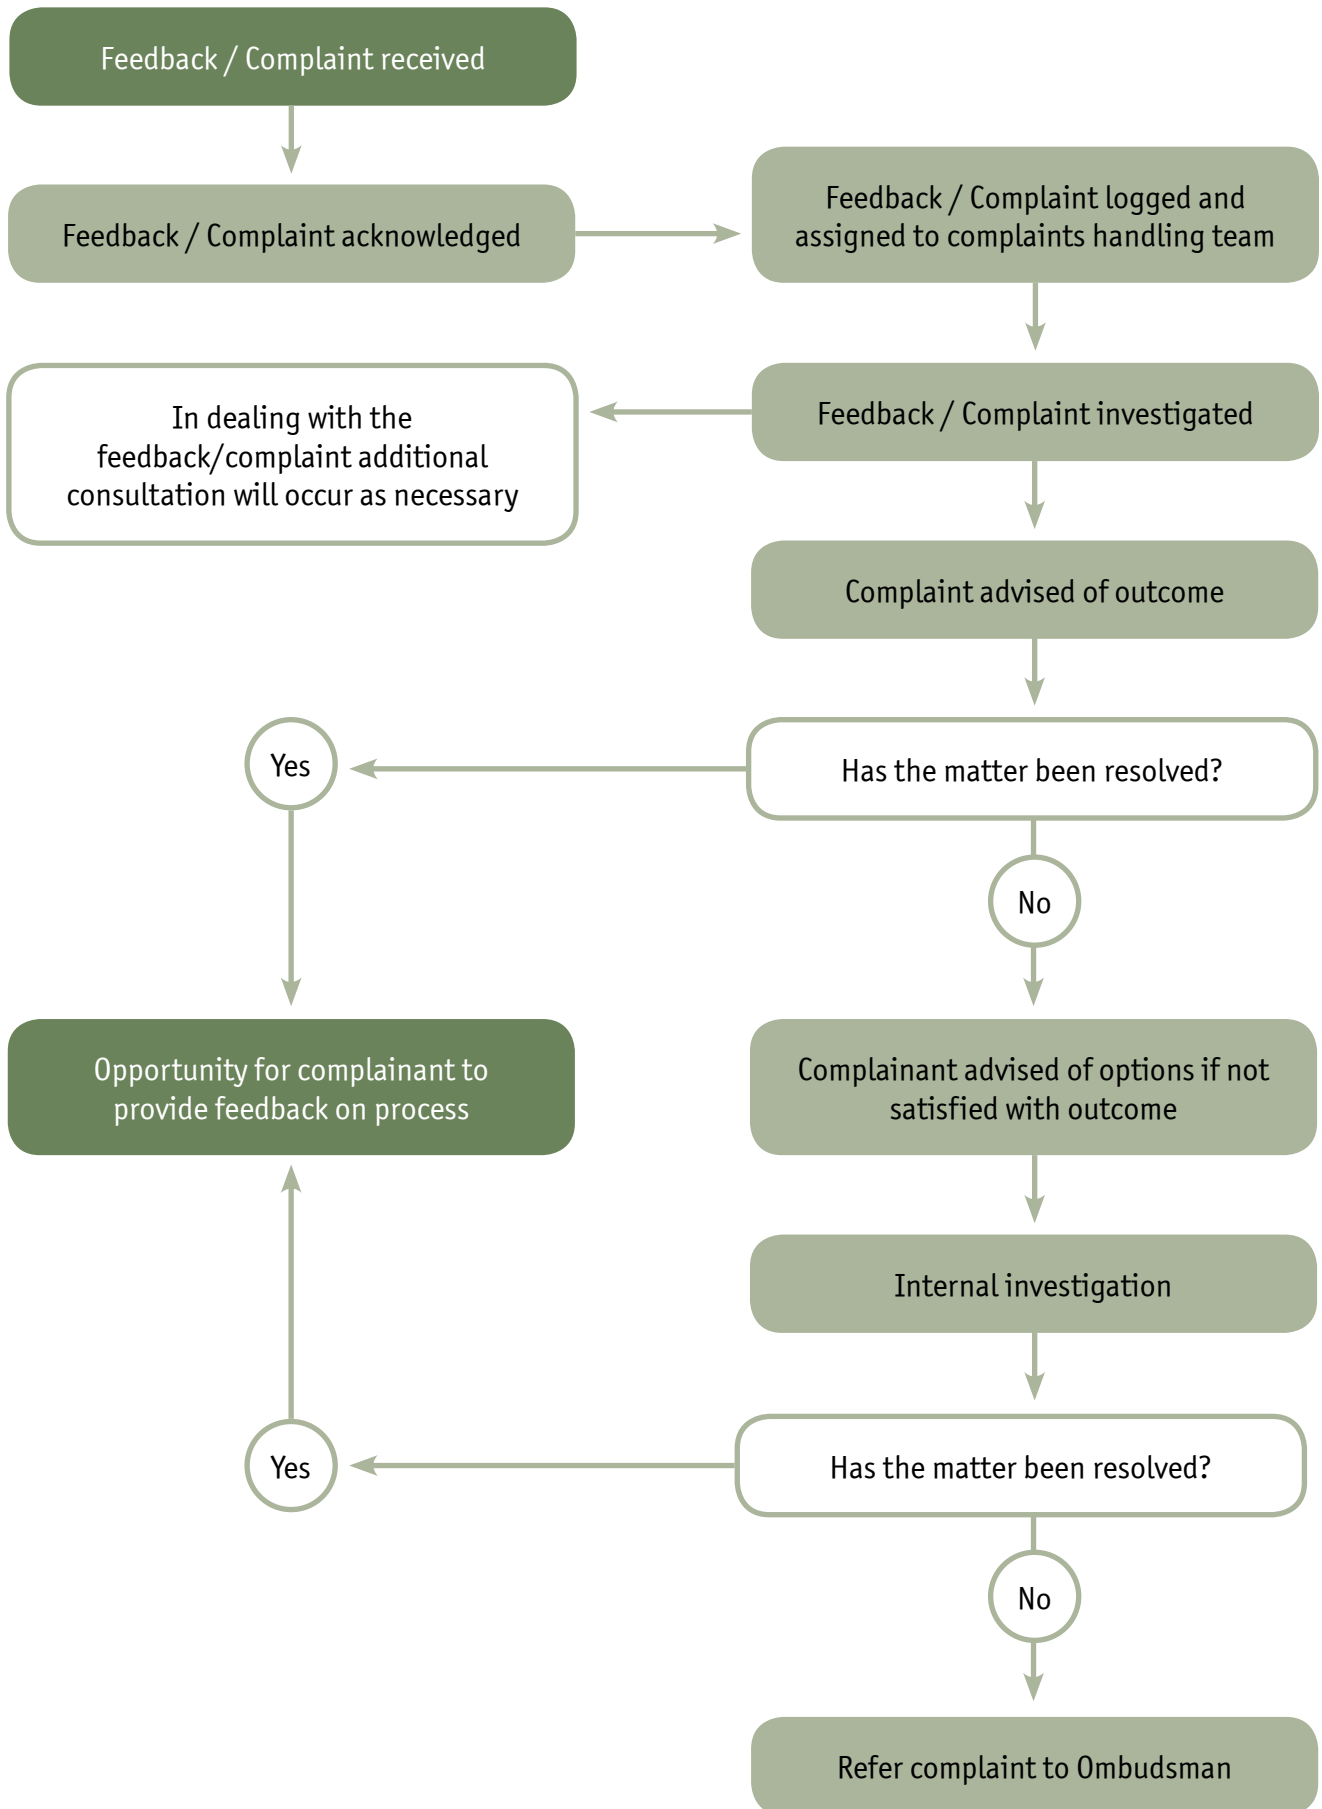 Feedback / Complaint received
Feedback / Complaint acknowledged
Feedback / Complaint logged and
assigned to complaints handling team
Feedback / Complaint investigated
In dealing with the
feedback/complaint additional
consultation will occur as necessary
Complaint advised of outcome
Has the matter been resolved?
Yes
No
Opportunity for complainant to
provide feedback on process
Complainant advised of options if not
satisfied with outcome
Internal investigation
Has the matter been resolved?
Yes
No
Refer complaint to Ombudsman